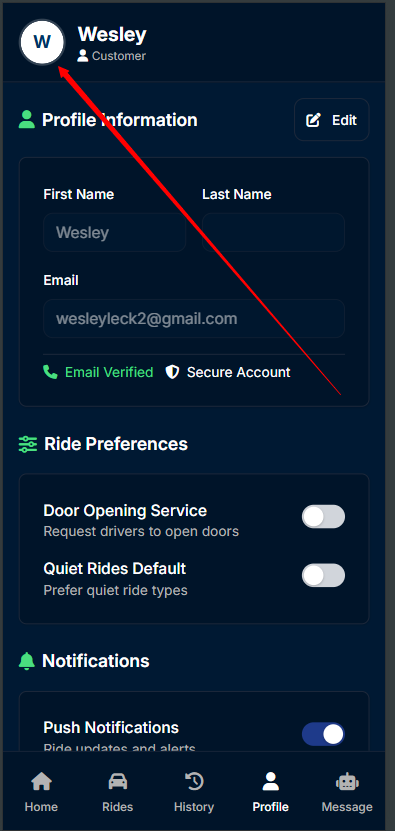 W
Wesley
Customer
Profile Information
Edit
First Name
Last Name
Wesley
Email
wesleyleck2@gmail.com
Email Verified
Secure Account
Ride Preferences
Door Opening Service
Request drivers to open doors
Quiet Rides Default
Prefer quiet ride types
Notifications
Push Notifications
Ride updates and alerts
Home
Rides
History
Profile
Message